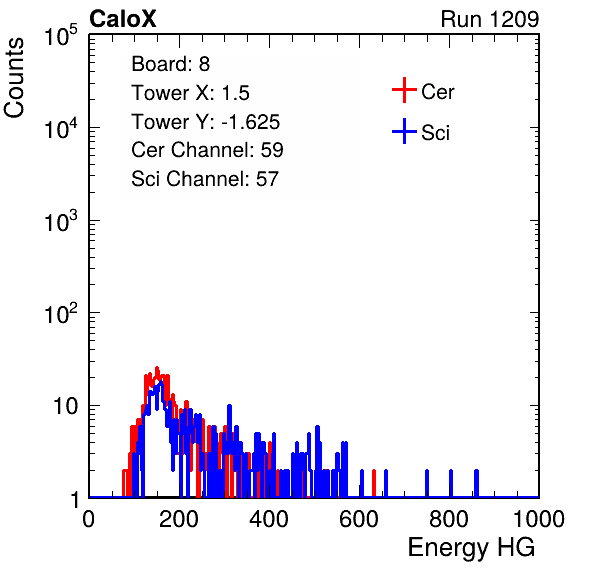 CaloX Run 1209
Counts
Board: 8
Tower X: 1.5
Tower Y: -1.625
Cer Channel: 59
Sci Channel: 57
Cer
Sci
10^5
10^4
10^3
10^2
10
1
0 200 400 600 800 1000
Energy HG